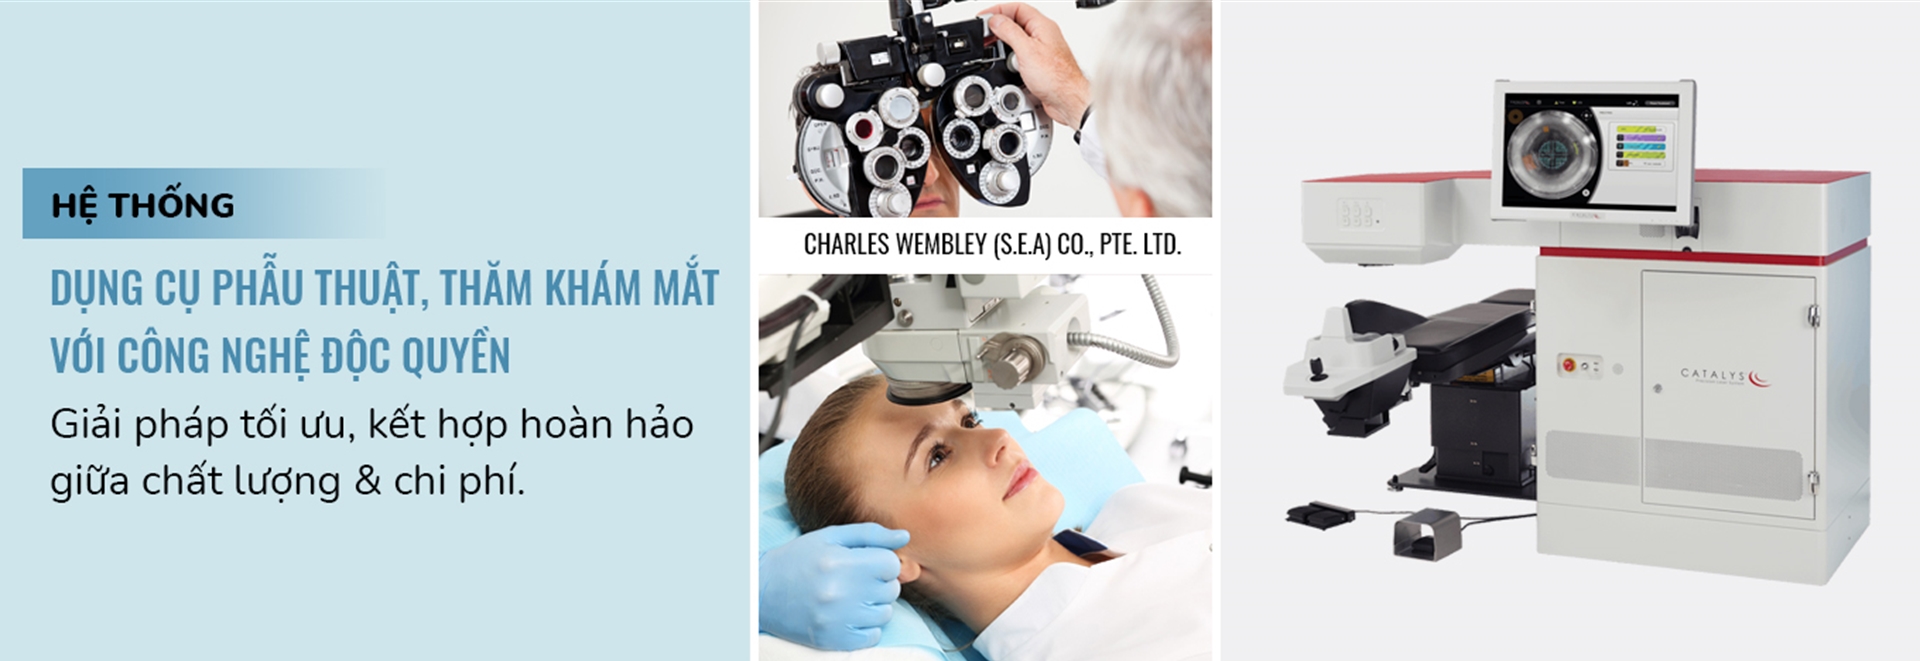 HỆ THỐNG
DỤNG CỤ PHẪU THUẬT, THĂM KHÁM MẮT
VỚI CÔNG NGHỆ ĐỘC QUYỀN
Giải pháp tối ưu, kết hợp hoàn hảo
giữa chất lượng & chi phí.
CHARLES WEMBLEY (S.E.A) CO., PTE. LTD.
CATALYS